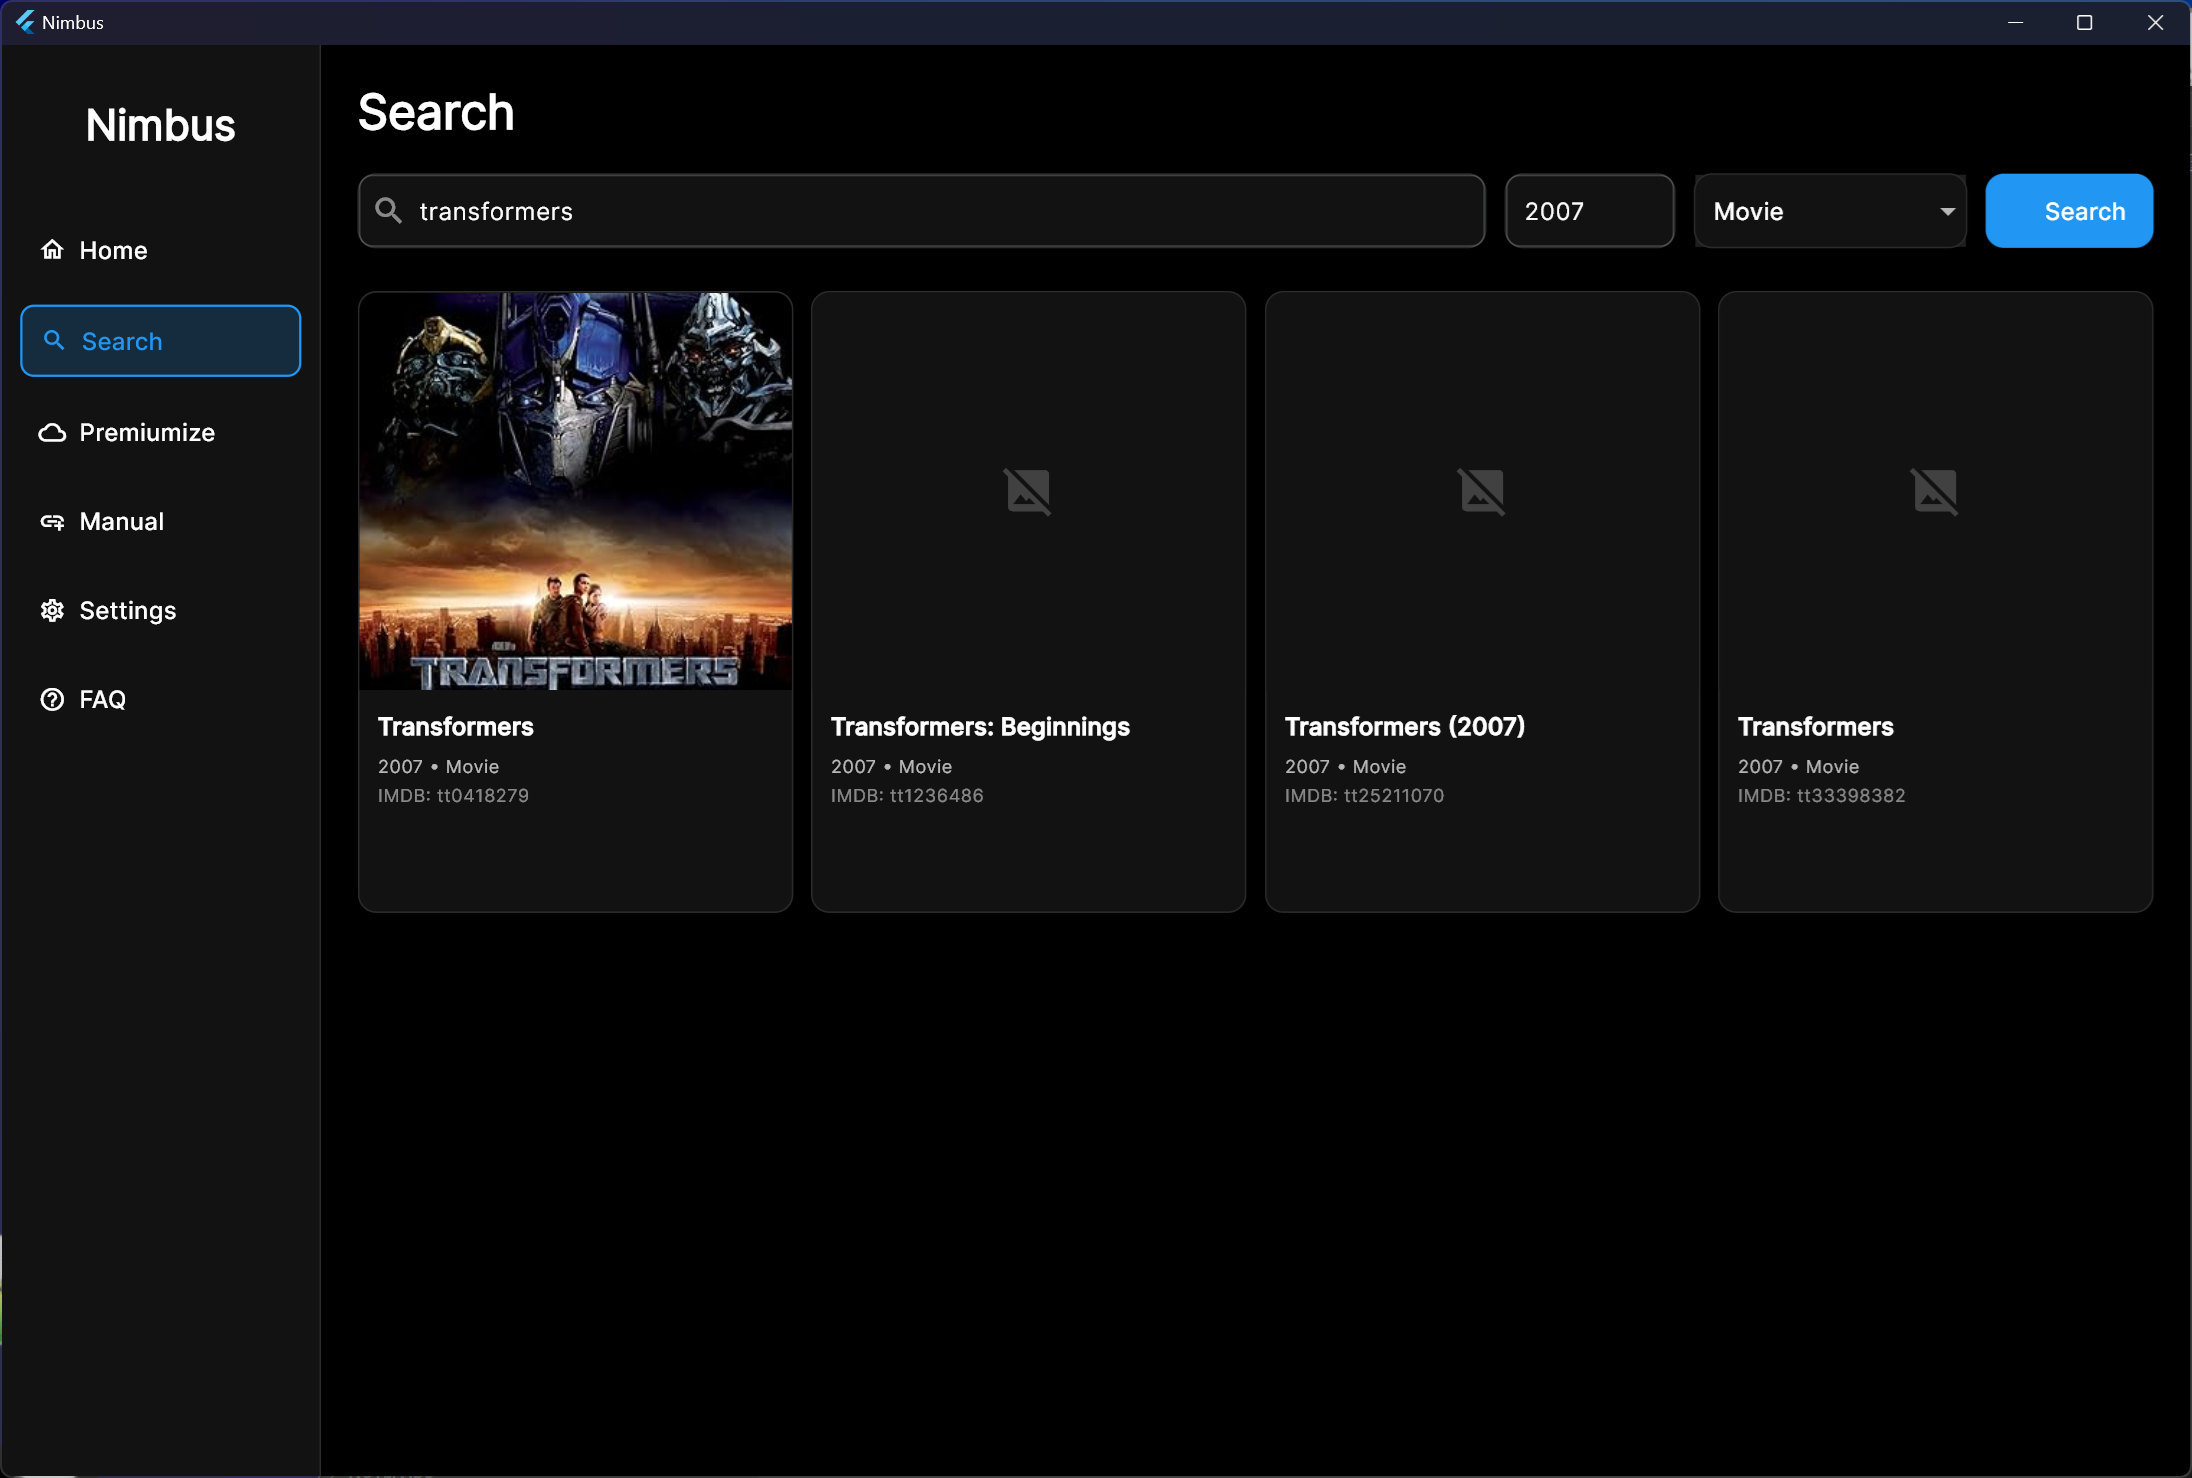 Nimbus
Nimbus
Home
Search
Premiumize
Manual
Settings
FAQ
Search
transformers
2007
Movie
Search
TRANSFORMERS
Transformers
2007 • Movie
IMDB: tt0418279
Transformers: Beginnings
2007 • Movie
IMDB: tt1236486
Transformers (2007)
2007 • Movie
IMDB: tt25211070
Transformers
2007 • Movie
IMDB: tt33398382